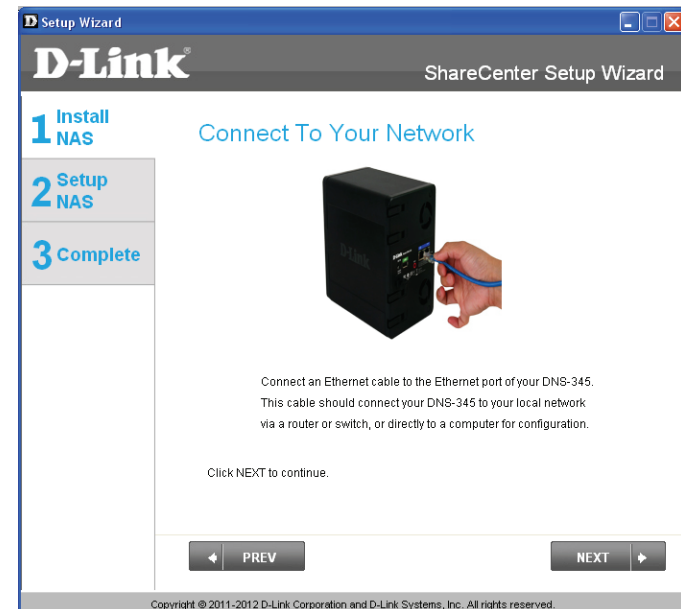 Setup Wizard
D-Link®
ShareCenter Setup Wizard
1 Install
NAS
2 Setup
NAS
3 Complete
Connect To Your Network
D-Link
Connect an Ethernet cable to the Ethernet port of your DNS-345.
This cable should connect your DNS-345 to your local network
via a router or switch, or directly to a computer for configuration.
Click NEXT to continue.
PREV
NEXT
Copyright @ 2011-2012 D-Link Corporation and D-Link Systems, Inc. All rights reserved.